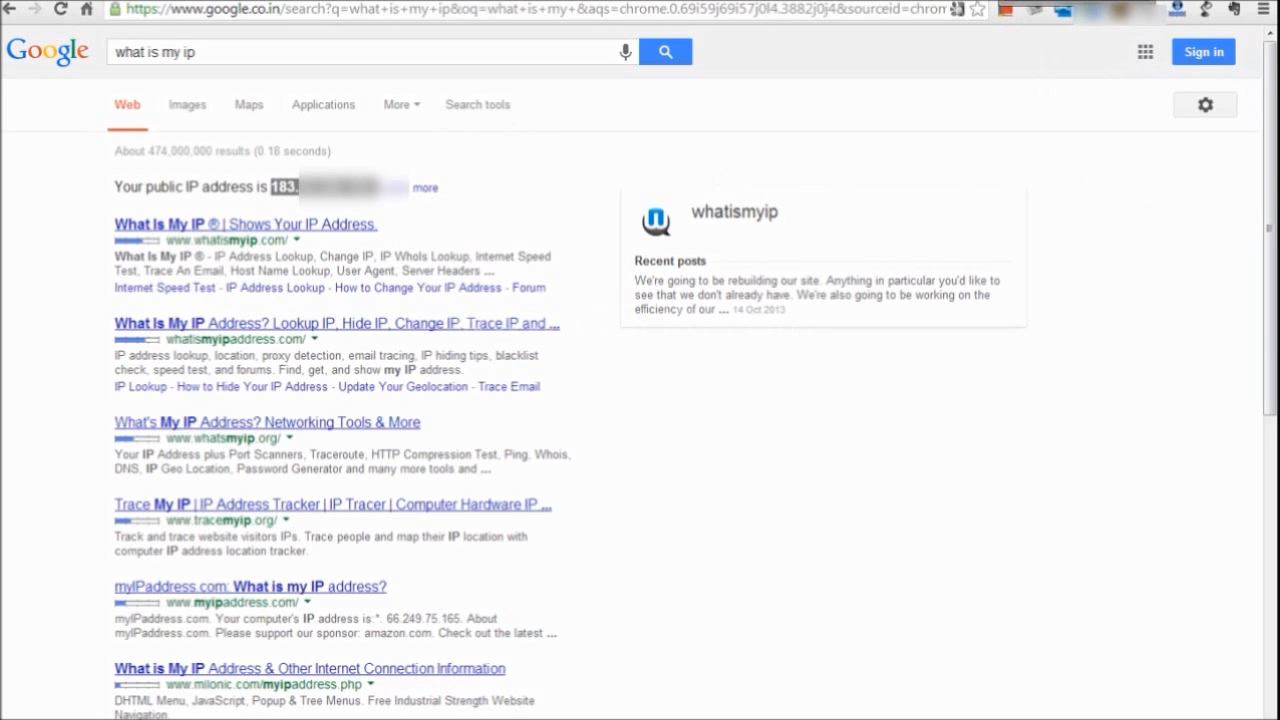 https://www.google.co.in/search?q=what+is+my+ip&oq=what+is+my+&aqs=chrome.0.69i59j69i57j0l4.3882j0j4&sourceid=chrom
Google
what is my ip
Sign in
Web Images Maps Applications More Search tools
About 474,000,000 results (0.18 seconds)
Your public IP address is 183. more
What Is My IP ® | Shows Your IP Address.
www.whatismyip.com/
What Is My IP ® - IP Address Lookup, Change IP, IP WhoIs Lookup, Internet Speed
Test, Trace An Email, Host Name Lookup, User Agent, Server Headers ...
Internet Speed Test - IP Address Lookup - How to Change Your IP Address - Forum
What Is My IP Address? Lookup IP, Hide IP, Change IP, Trace IP and ...
whatismyipaddress.com/
IP address lookup, location, proxy detection, email tracing, IP hiding tips, blacklist
check, speed test, and forums. Find, get, and show my IP address.
IP Lookup - How to Hide Your IP Address - Update Your Geolocation - Trace Email
What's My IP Address? Networking Tools & More
www.whatsmyip.org/
Your IP Address plus Port Scanners, Traceroute, HTTP Compression Test, Ping, Whois,
DNS, IP Geo Location, Password Generator and many more tools and ...
Trace My IP | IP Address Tracker | IP Tracer | Computer Hardware IP ...
www.tracemyip.org/
Track and trace website visitors IPs. Trace people and map their IP location with
computer IP address location tracker.
myIPaddress.com: What is my IP address?
www.myipaddress.com/
myIPaddress.com. Your computer's IP address is:*. 66.249.75.165. About
myIPaddress.com. Please support our sponsor: amazon.com. Check out the latest ...
What is My IP Address & Other Internet Connection Information
www.milonic.com/myipaddress.php
DHTML Menu, JavaScript, Popup & Tree Menus. Free Industrial Strength Website
Navigation
whatismyip
Recent posts
We're going to be rebuilding our site. Anything in particular you'd like to
see that we don't already have. We're also going to be working on the
efficiency of our ... 14 Oct 2013